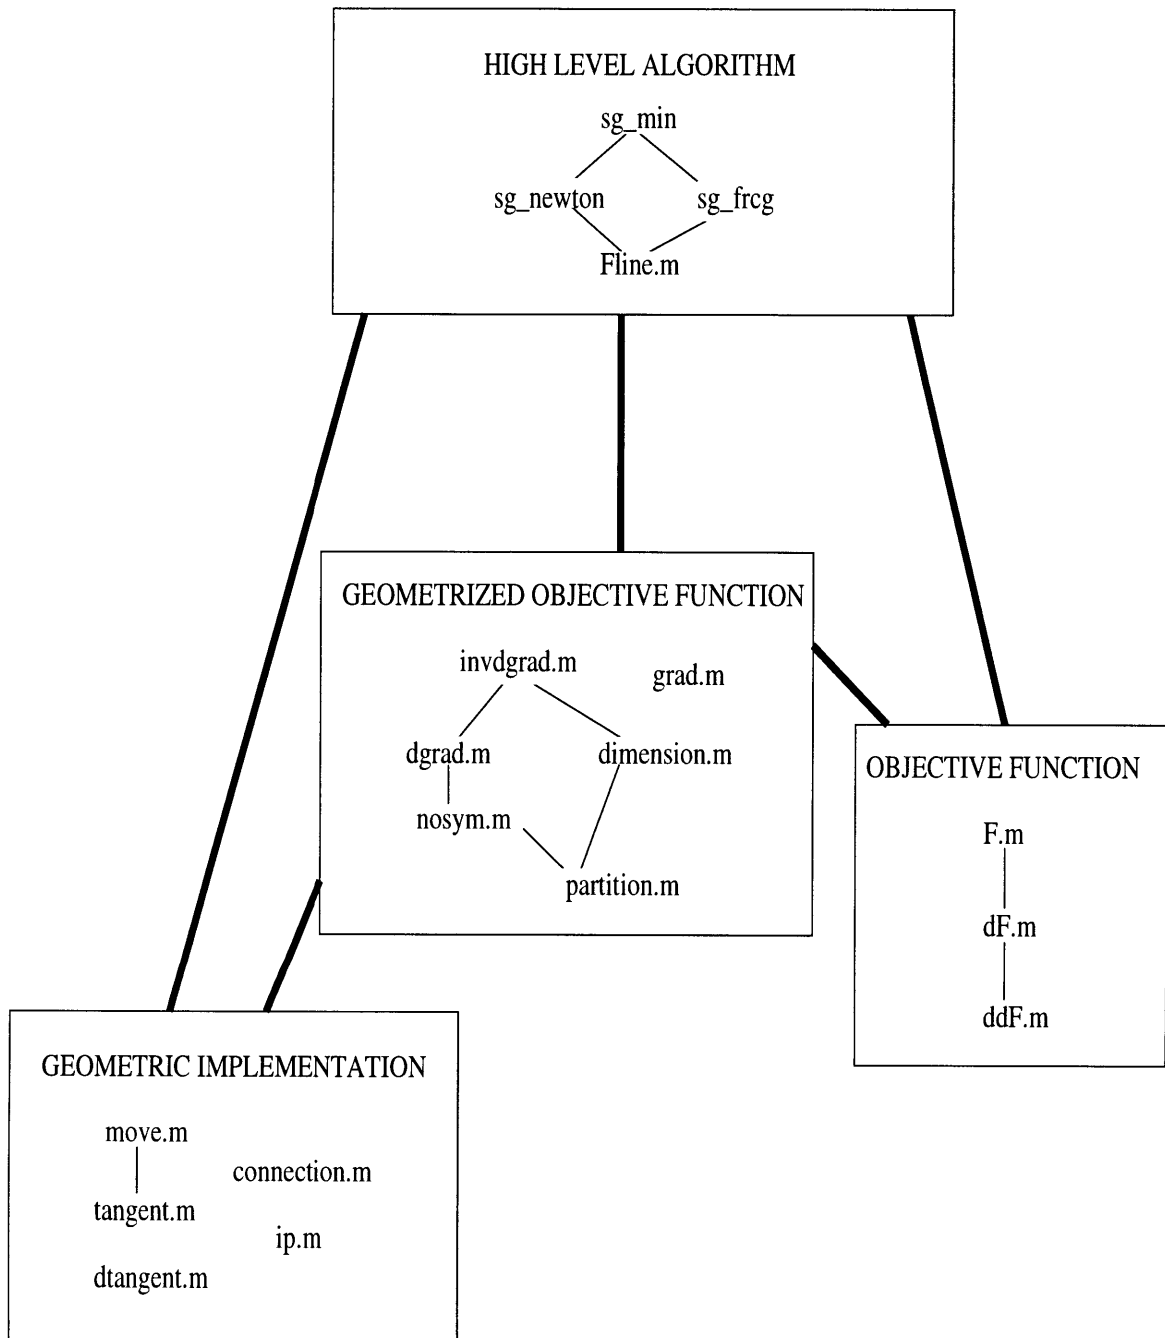 HIGH LEVEL ALGORITHM
sg_min
sg_newton
sg_frcg
Fline.m
GEOMETRIZED OBJECTIVE FUNCTION
invdgrad.m
grad.m
dgrad.m
dimension.m
nosym.m
partition.m
OBJECTIVE FUNCTION
F.m
dF.m
ddF.m
GEOMETRIC IMPLEMENTATION
move.m
connection.m
tangent.m
ip.m
dtangent.m